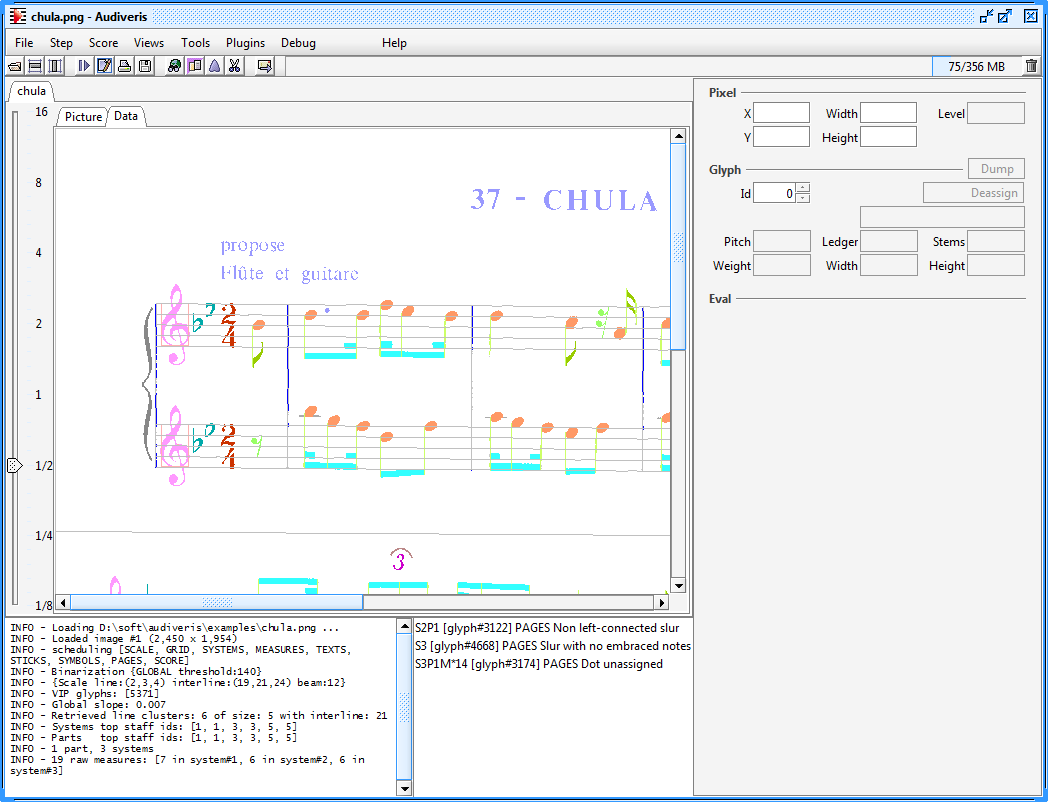 chula.png - Audiveris
File Step Score Views Tools Plugins Debug Help
75/356 MB
chula
16
8
4
2
1
1/2
1/4
1/8
Picture Data
37 - CHULA
propose
Flûte et guitare
2
4
2
4
3
Pixel
X Width Level
Y Height
Glyph Dump
Id 0 Deassign
Pitch Ledger Stems
Weight Width Height
Eval
INFO - Loading D:\soft\audiveris\examples\chula.png ...
INFO - Loaded image #1 (2,450 x 1,954)
INFO - scheduling [SCALE, GRID, SYSTEMS, MEASURES, TEXTS,
STICKS, SYMBOLS, PAGES, SCORE]
INFO - Binarization {GLOBAL threshold:140}
INFO - {Scale line:(2,3,4) interline:(19,21,24) beam:12}
INFO - VIP glyphs: [5371]
INFO - Global slope: 0.007
INFO - Retrieved line clusters: 6 of size: 5 with interline: 21
INFO - Systems top staff ids: [1, 1, 3, 3, 5, 5]
INFO - Parts   top staff ids: [1, 1, 3, 3, 5, 5]
INFO - 1 part, 3 systems
INFO - 19 raw measures: [7 in system#1, 6 in system#2, 6 in
system#3]
S2P1 [glyph#3122] PAGES Non left-connected slur
S3 [glyph#4668] PAGES Slur with no embraced notes
S3P1M*14 [glyph#3174] PAGES Dot unassigned